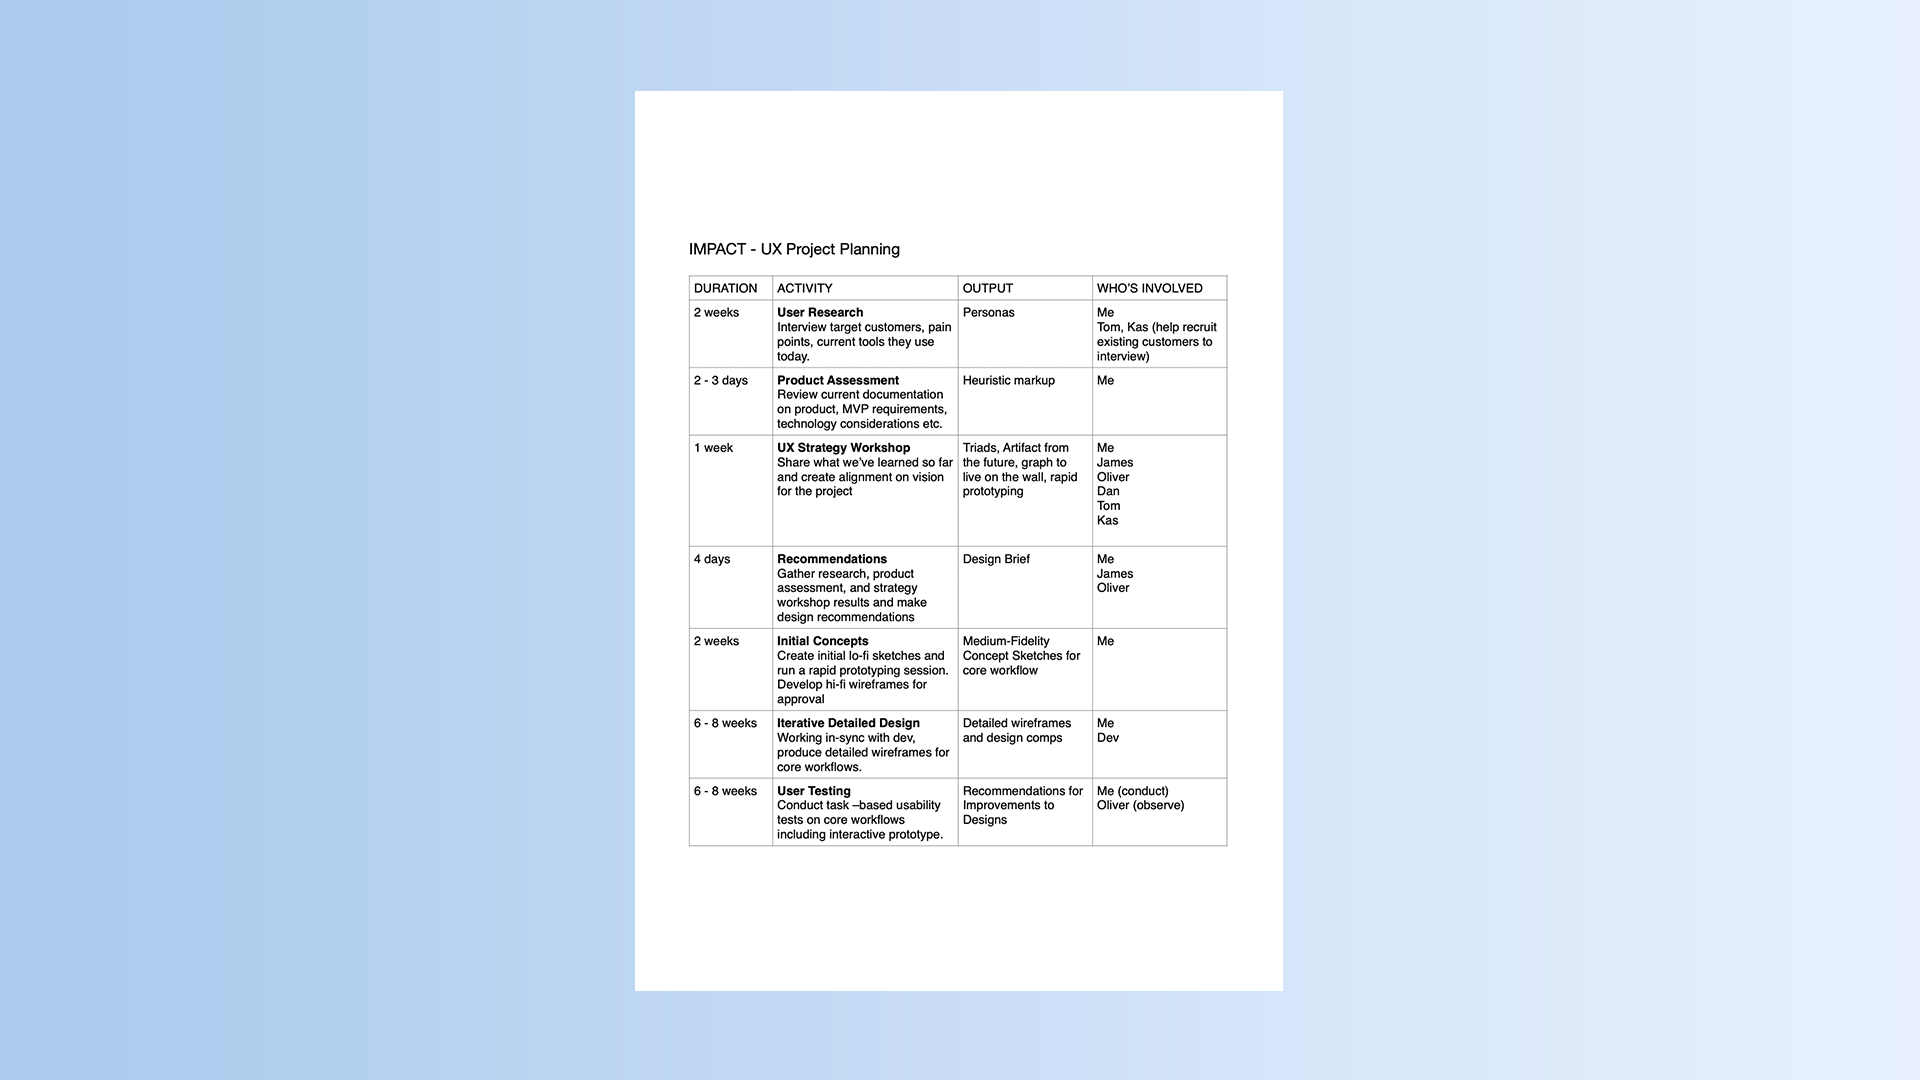 IMPACT - UX Project Planning
DURATION ACTIVITY OUTPUT WHO'S INVOLVED
2 weeks
User Research
Interview target customers, pain
points, current tools they use
today.
Personas
Me
Tom, Kas (help recruit
existing customers to
interview)
2 - 3 days
Product Assessment
Review current documentation
on product, MVP requirements,
technology considerations etc.
Heuristic markup
Me
1 week
UX Strategy Workshop
Share what we've learned so far
and create alignment on vision
for the project
Triads, Artifact from
the future, graph to
live on the wall, rapid
prototyping
Me
James
Oliver
Dan
Tom
Kas
4 days
Recommendations
Gather research, product
assessment, and strategy
workshop results and make
design recommendations
Design Brief
Me
James
Oliver
2 weeks
Initial Concepts
Create initial lo-fi sketches and
run a rapid prototyping session.
Develop hi-fi wireframes for
approval
Medium-Fidelity
Concept Sketches for
core workflow
Me
6 - 8 weeks
Iterative Detailed Design
Working in-sync with dev,
produce detailed wireframes for
core workflows.
Detailed wireframes
and design comps
Me
Dev
6 - 8 weeks
User Testing
Conduct task –based usability
tests on core workflows
including interactive prototype.
Recommendations for
Improvements to
Designs
Me (conduct)
Oliver (observe)